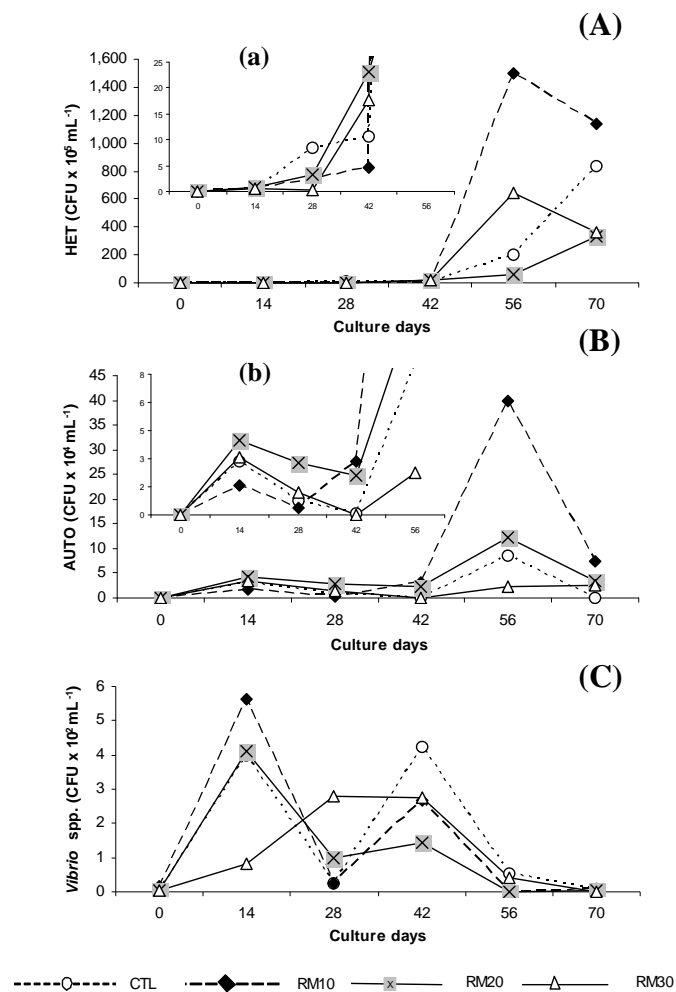 (A)
HET (CFU x 10⁵ mL⁻¹)
1,600
1,400
1,200
1,000
800
600
400
200
0
(a)
25
20
15
10
5
0
0 14 28 42 56
0 14 28 42 56 70
Culture days
(B)
AUTO (CFU x 10⁴ mL⁻¹)
45
40
35
30
25
20
15
10
5
0
(b)
8
6
5
3
2
0
0 14 28 42 56
0 14 28 42 56 70
Culture days
(C)
Vibrio spp. (CFU x 10² mL⁻¹)
6
5
4
3
2
1
0
0 14 28 42 56 70
Culture days
CTL RM10 RM20 RM30